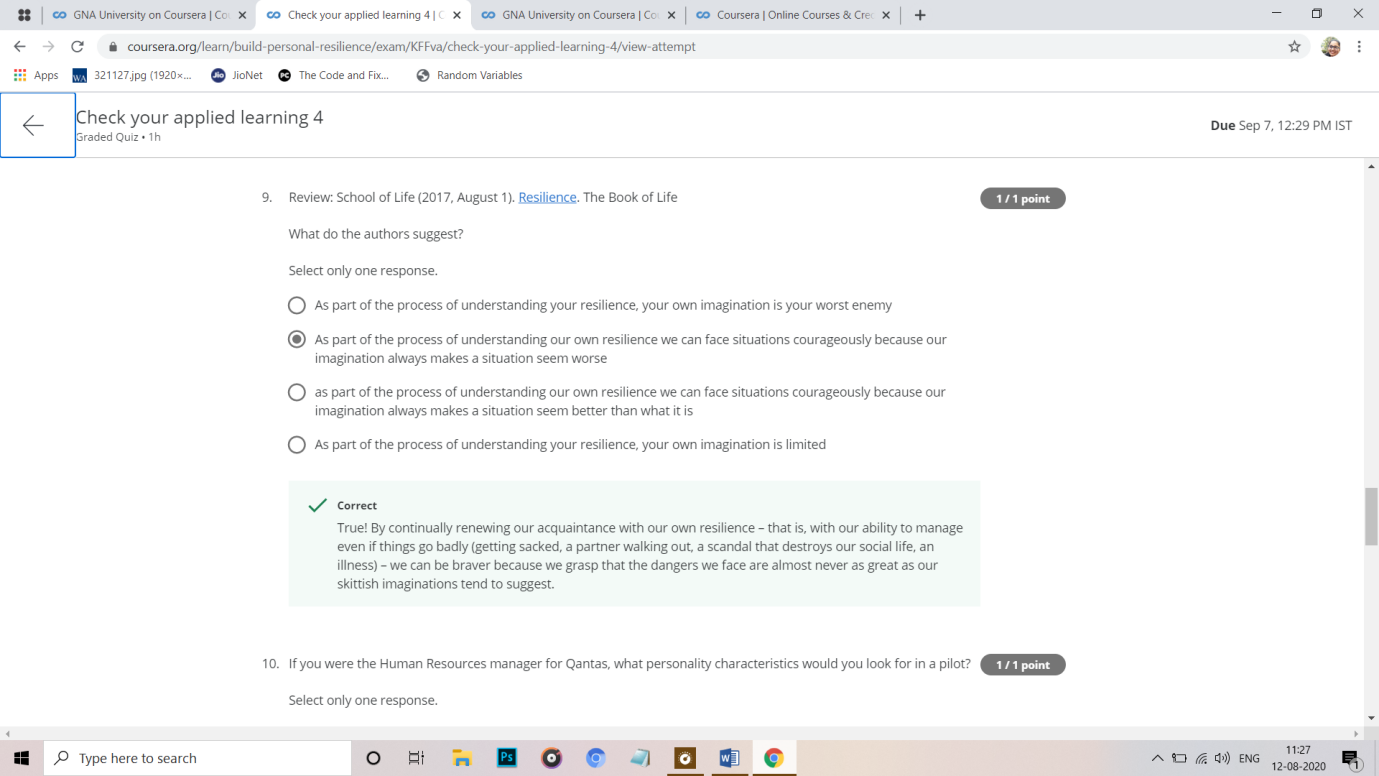 GNA University on Coursera | Co
Check your applied learning 4 | C
GNA University on Coursera | Co
Coursera | Online Courses & Cre
coursera.org/learn/build-personal-resilience/exam/KFFva/check-your-applied-learning-4/view-attempt
Apps
WA
321127.jpg (1920×...
Jio
JioNet
PC
The Code and Fix...
Random Variables
Check your applied learning 4
Graded Quiz • 1h
Due Sep 7, 12:29 PM IST
9. Review: School of Life (2017, August 1). Resilience. The Book of Life
1 / 1 point
What do the authors suggest?
Select only one response.
As part of the process of understanding your resilience, your own imagination is your worst enemy
As part of the process of understanding our own resilience we can face situations courageously because our
imagination always makes a situation seem worse
as part of the process of understanding our own resilience we can face situations courageously because our
imagination always makes a situation seem better than what it is
As part of the process of understanding your resilience, your own imagination is limited
Correct
True! By continually renewing our acquaintance with our own resilience – that is, with our ability to manage
even if things go badly (getting sacked, a partner walking out, a scandal that destroys our social life, an
illness) – we can be braver because we grasp that the dangers we face are almost never as great as our
skittish imaginations tend to suggest.
10. If you were the Human Resources manager for Qantas, what personality characteristics would you look for in a pilot?
1 / 1 point
Select only one response.
Type here to search
Ps
W
ENG
11:27
12-08-2020
1